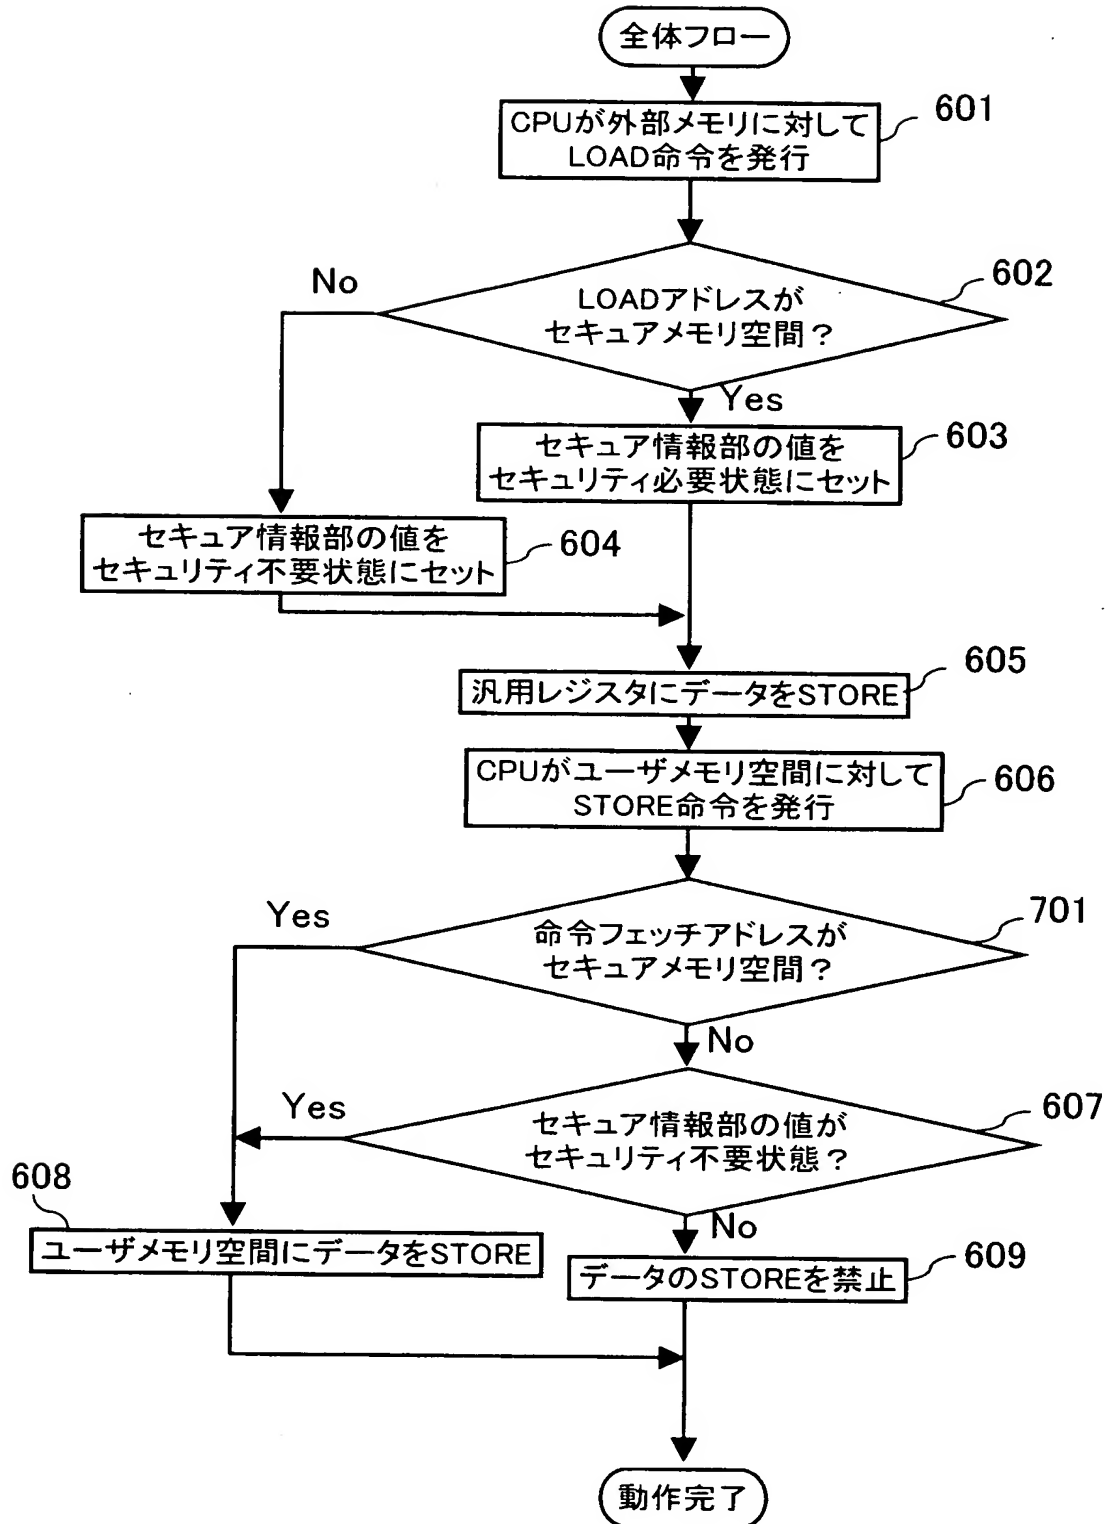 全体フロー
CPUが外部メモリに対して
LOAD命令を発行
601
LOADアドレスが
セキュアメモリ空間？
602
No
Yes
セキュア情報部の値を
セキュリティ必要状態にセット
603
セキュア情報部の値を
セキュリティ不要状態にセット
604
汎用レジスタにデータをSTORE
605
CPUがユーザメモリ空間に対して
STORE命令を発行
606
命令フェッチアドレスが
セキュアメモリ空間？
701
Yes
No
セキュア情報部の値が
セキュリティ不要状態？
607
Yes
No
608
ユーザメモリ空間にデータをSTORE
データのSTOREを禁止
609
動作完了